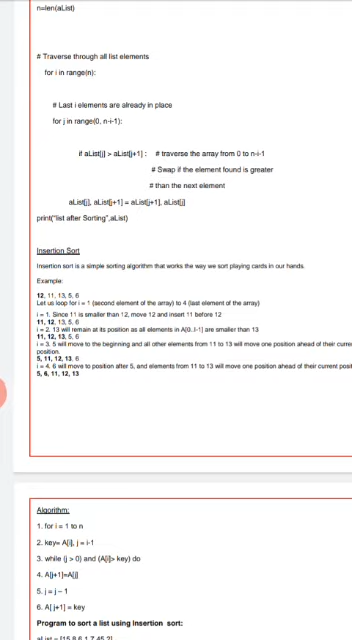 n=len(aList)
# Traverse through all list elements
for i in range(n):
# Last i elements are already in place
for j in range(0, n-i-1):
if aList[j] > aList[j+1] : # traverse the array from 0 to n-i-1
# Swap if the element found is greater
# than the next element
aList[j], aList[j+1] = aList[j+1], aList[j]
print("list after Sorting",aList)
Insertion Sort
Insertion sort is a simple sorting algorithm that works the way we sort playing cards in our hands.
Example:
12, 11, 13, 5, 6
Let us loop for i = 1 (second element of the array) to 4 (last element of the array)
i = 1. Since 11 is smaller than 12, move 12 and insert 11 before 12
11, 12, 13, 5, 6
i = 2. 13 will remain at its position as all elements in A[0..I-1] are smaller than 13
11, 12, 13, 5, 6
i = 3. 5 will move to the beginning and all other elements from 11 to 13 will move one position ahead of their curre
position.
5, 11, 12, 13, 6
i = 4. 6 will move to position after 5, and elements from 11 to 13 will move one position ahead of their current posit
5, 6, 11, 12, 13
Algorithm:
1. for i = 1 to n
2. key= A[i], j = i-1
3. while (j > 0) and (A[i]> key) do
4. A[j+1]=A[j]
5. j = j – 1
6. A[ j+1] = key
Program to sort a list using Insertion sort:
aList = [15,8,6,1,7,45,2]